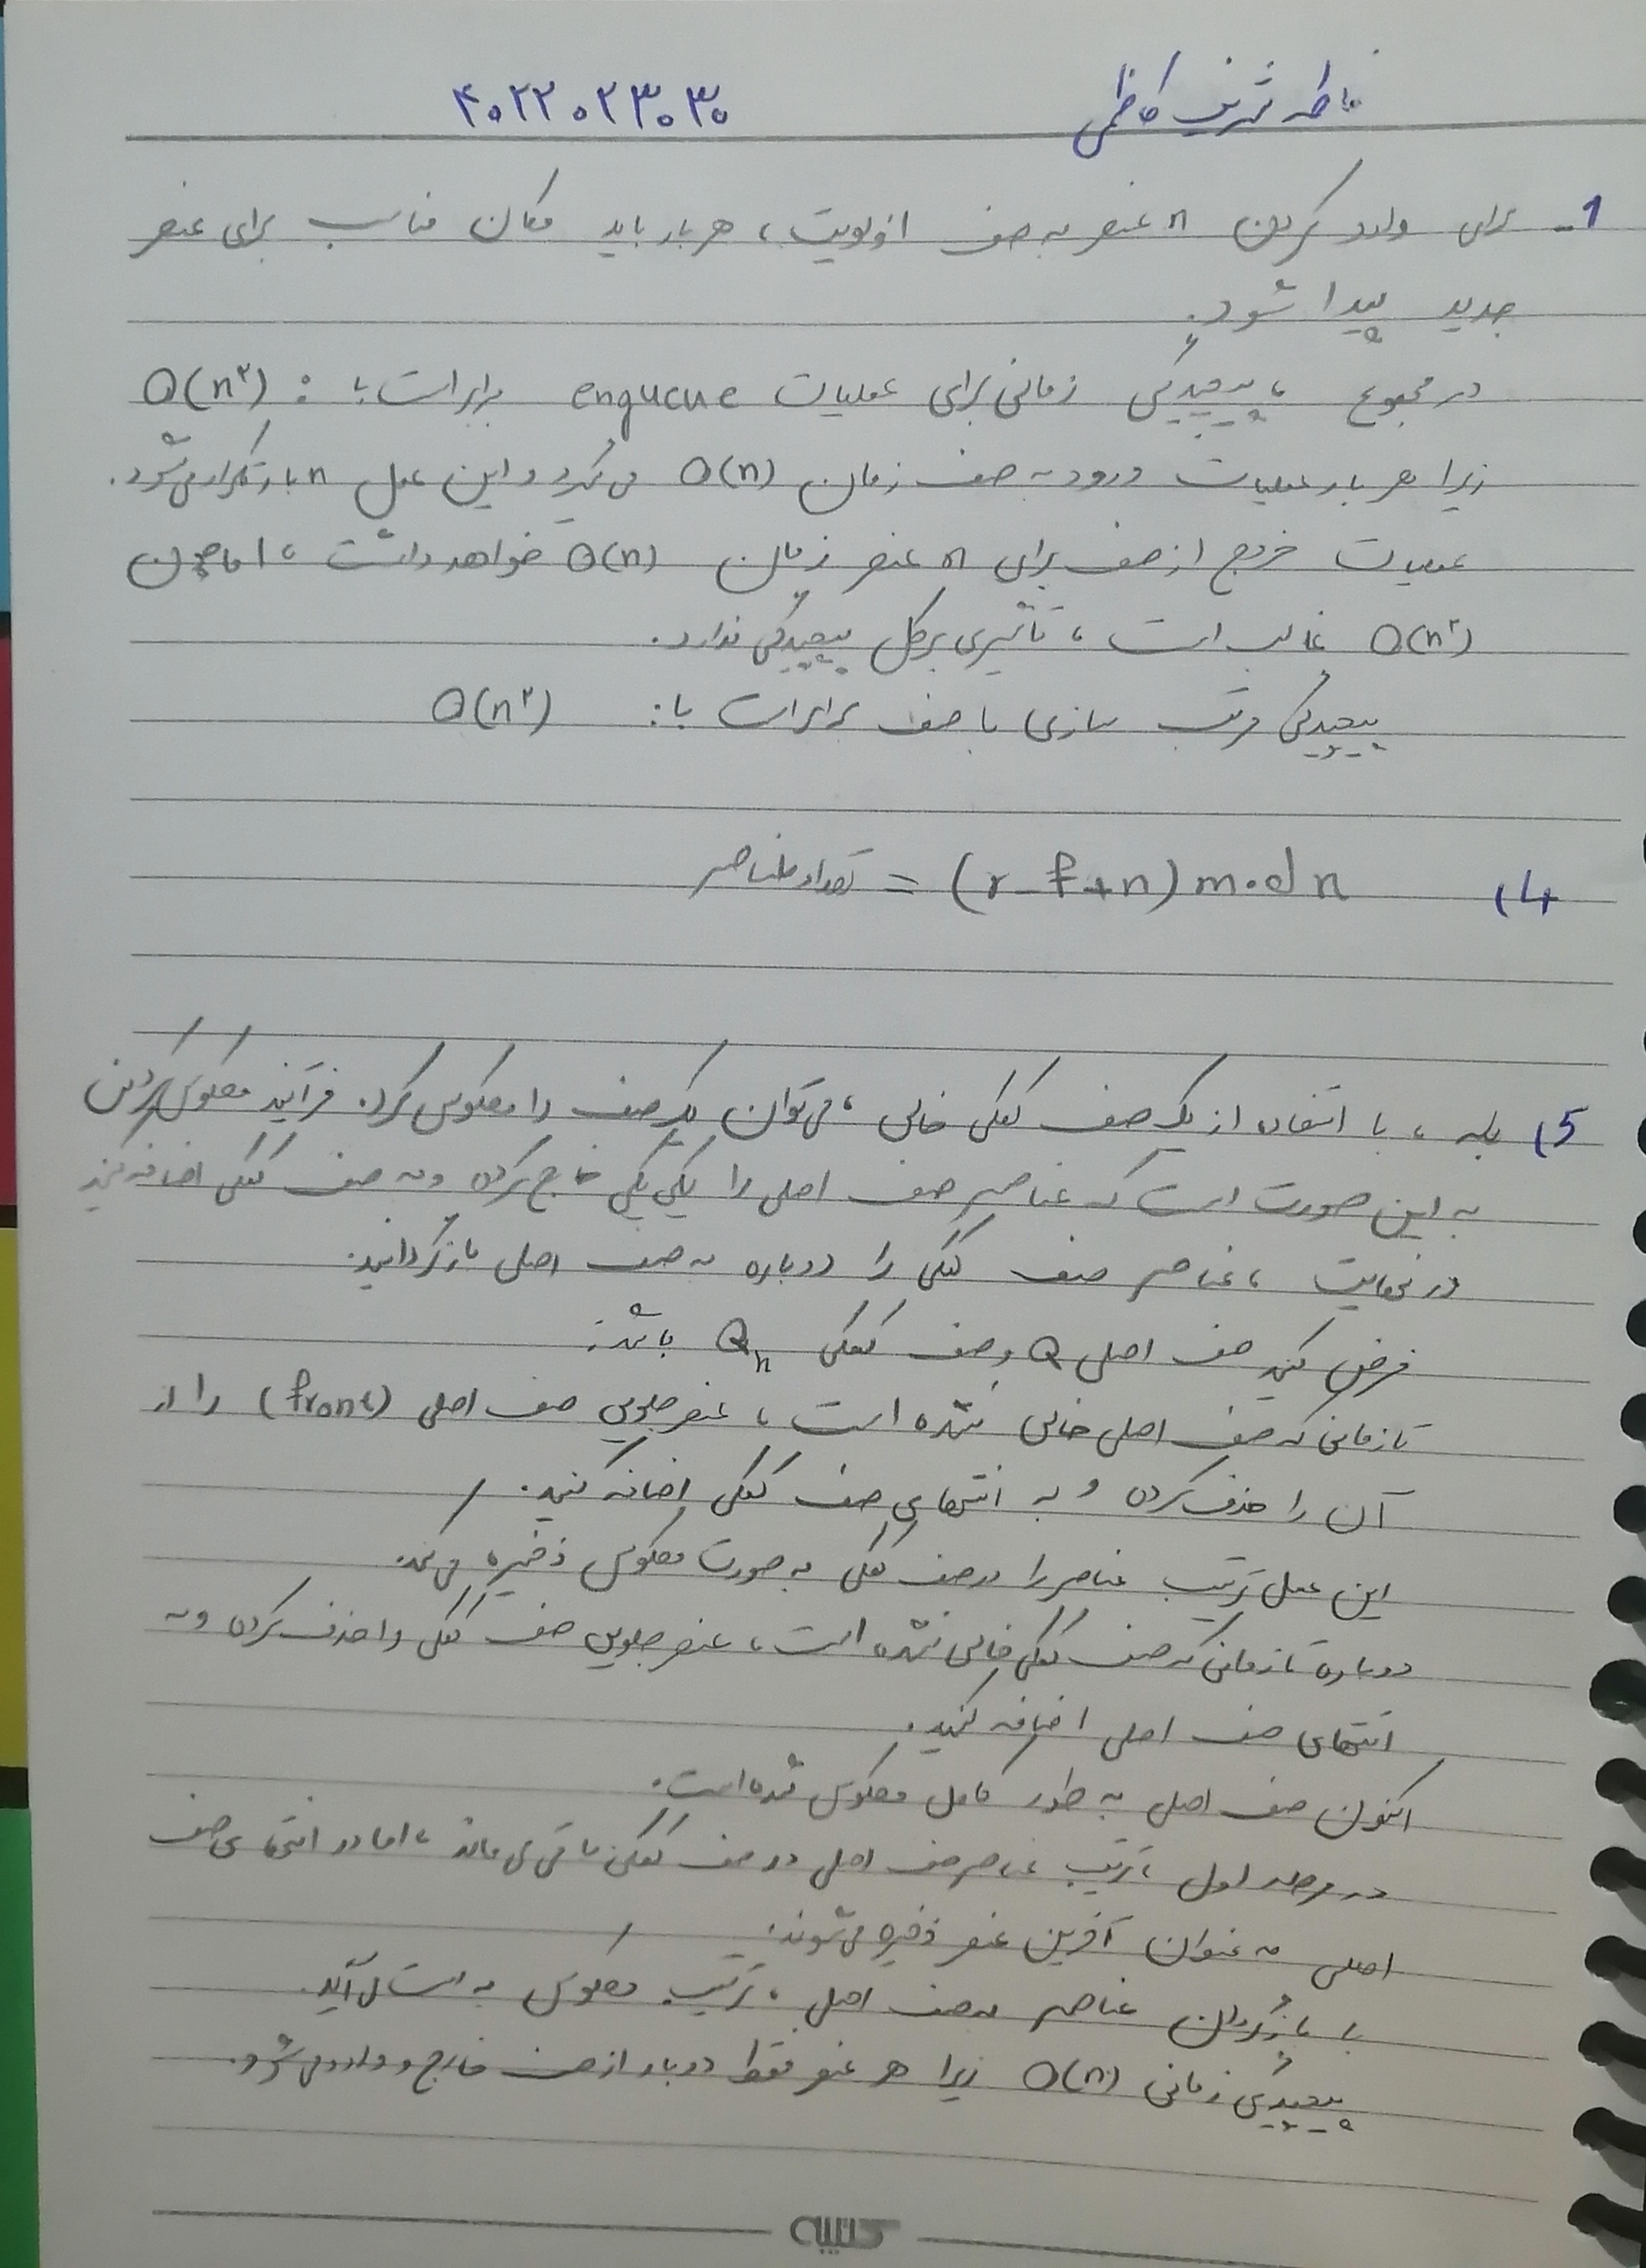 فاطمه شریف کاظمی
۴۰۲۲۰۲۳۰۳۰
1- برای وارد کردن n عنصر به صف اولویت، هر بار باید مکان مناسب برای عنصر
جدید پیدا شود.
در مجموع، پیچیدگی زمانی برای عملیات enqueue برابر است با: O(n²)
زیرا هر بار عملیات ورود به صف زمان O(n) می‌گیرد و این عمل n بار تکرار می‌شود.
عملیات خروج از صف برای n عنصر زمان O(n) خواهد داشت، اما چون
O(n²) غالب است، تأثیری بر کل پیچیدگی ندارد.
پیچیدگی مرتب سازی با صف برابر است با: O(n²)
4) تعداد عناصر = (r-f+n) mod n
5) بله، با استفاده از یک صف کمکی خالی، می‌توان یک صف را معکوس کرد. فرآیند معکوس کردن
به این صورت است که عناصر صف اصلی را یکی یکی خارج کرده و به صف کمکی اضافه کنید
در نهایت، عناصر صف کمکی را دوباره به صف اصلی بازگردانید.
فرض کنید صف اصلی Q و صف کمکی Qh باشد:
تا زمانی که صف اصلی خالی نشده است، عنصر جلویی صف اصلی (front) را از
آن را حذف کرده و به انتهای صف کمکی اضافه کنید.
این عمل ترتیب عناصر را در صف کمکی به صورت معکوس ذخیره می‌کند.
دوباره تا زمانی که صف کمکی خالی نشده است، عنصر جلویی صف کمکی را حذف کرده و به
انتهای صف اصلی اضافه کنید.
اکنون صف اصلی به طور کامل معکوس شده است.
در مرحله اول، ترتیب عناصر صف اصلی در صف کمکی باقی می‌ماند، اما در انتهای صف
اصلی به عنوان آخرین عنصر ذخیره می‌شوند.
با بازگرداندن عناصر به صف اصلی، ترتیب معکوس به دست می‌آید.
پیچیدگی زمانی O(n) زیرا هر عنصر فقط دو بار از صف خارج و وارد می‌شود.